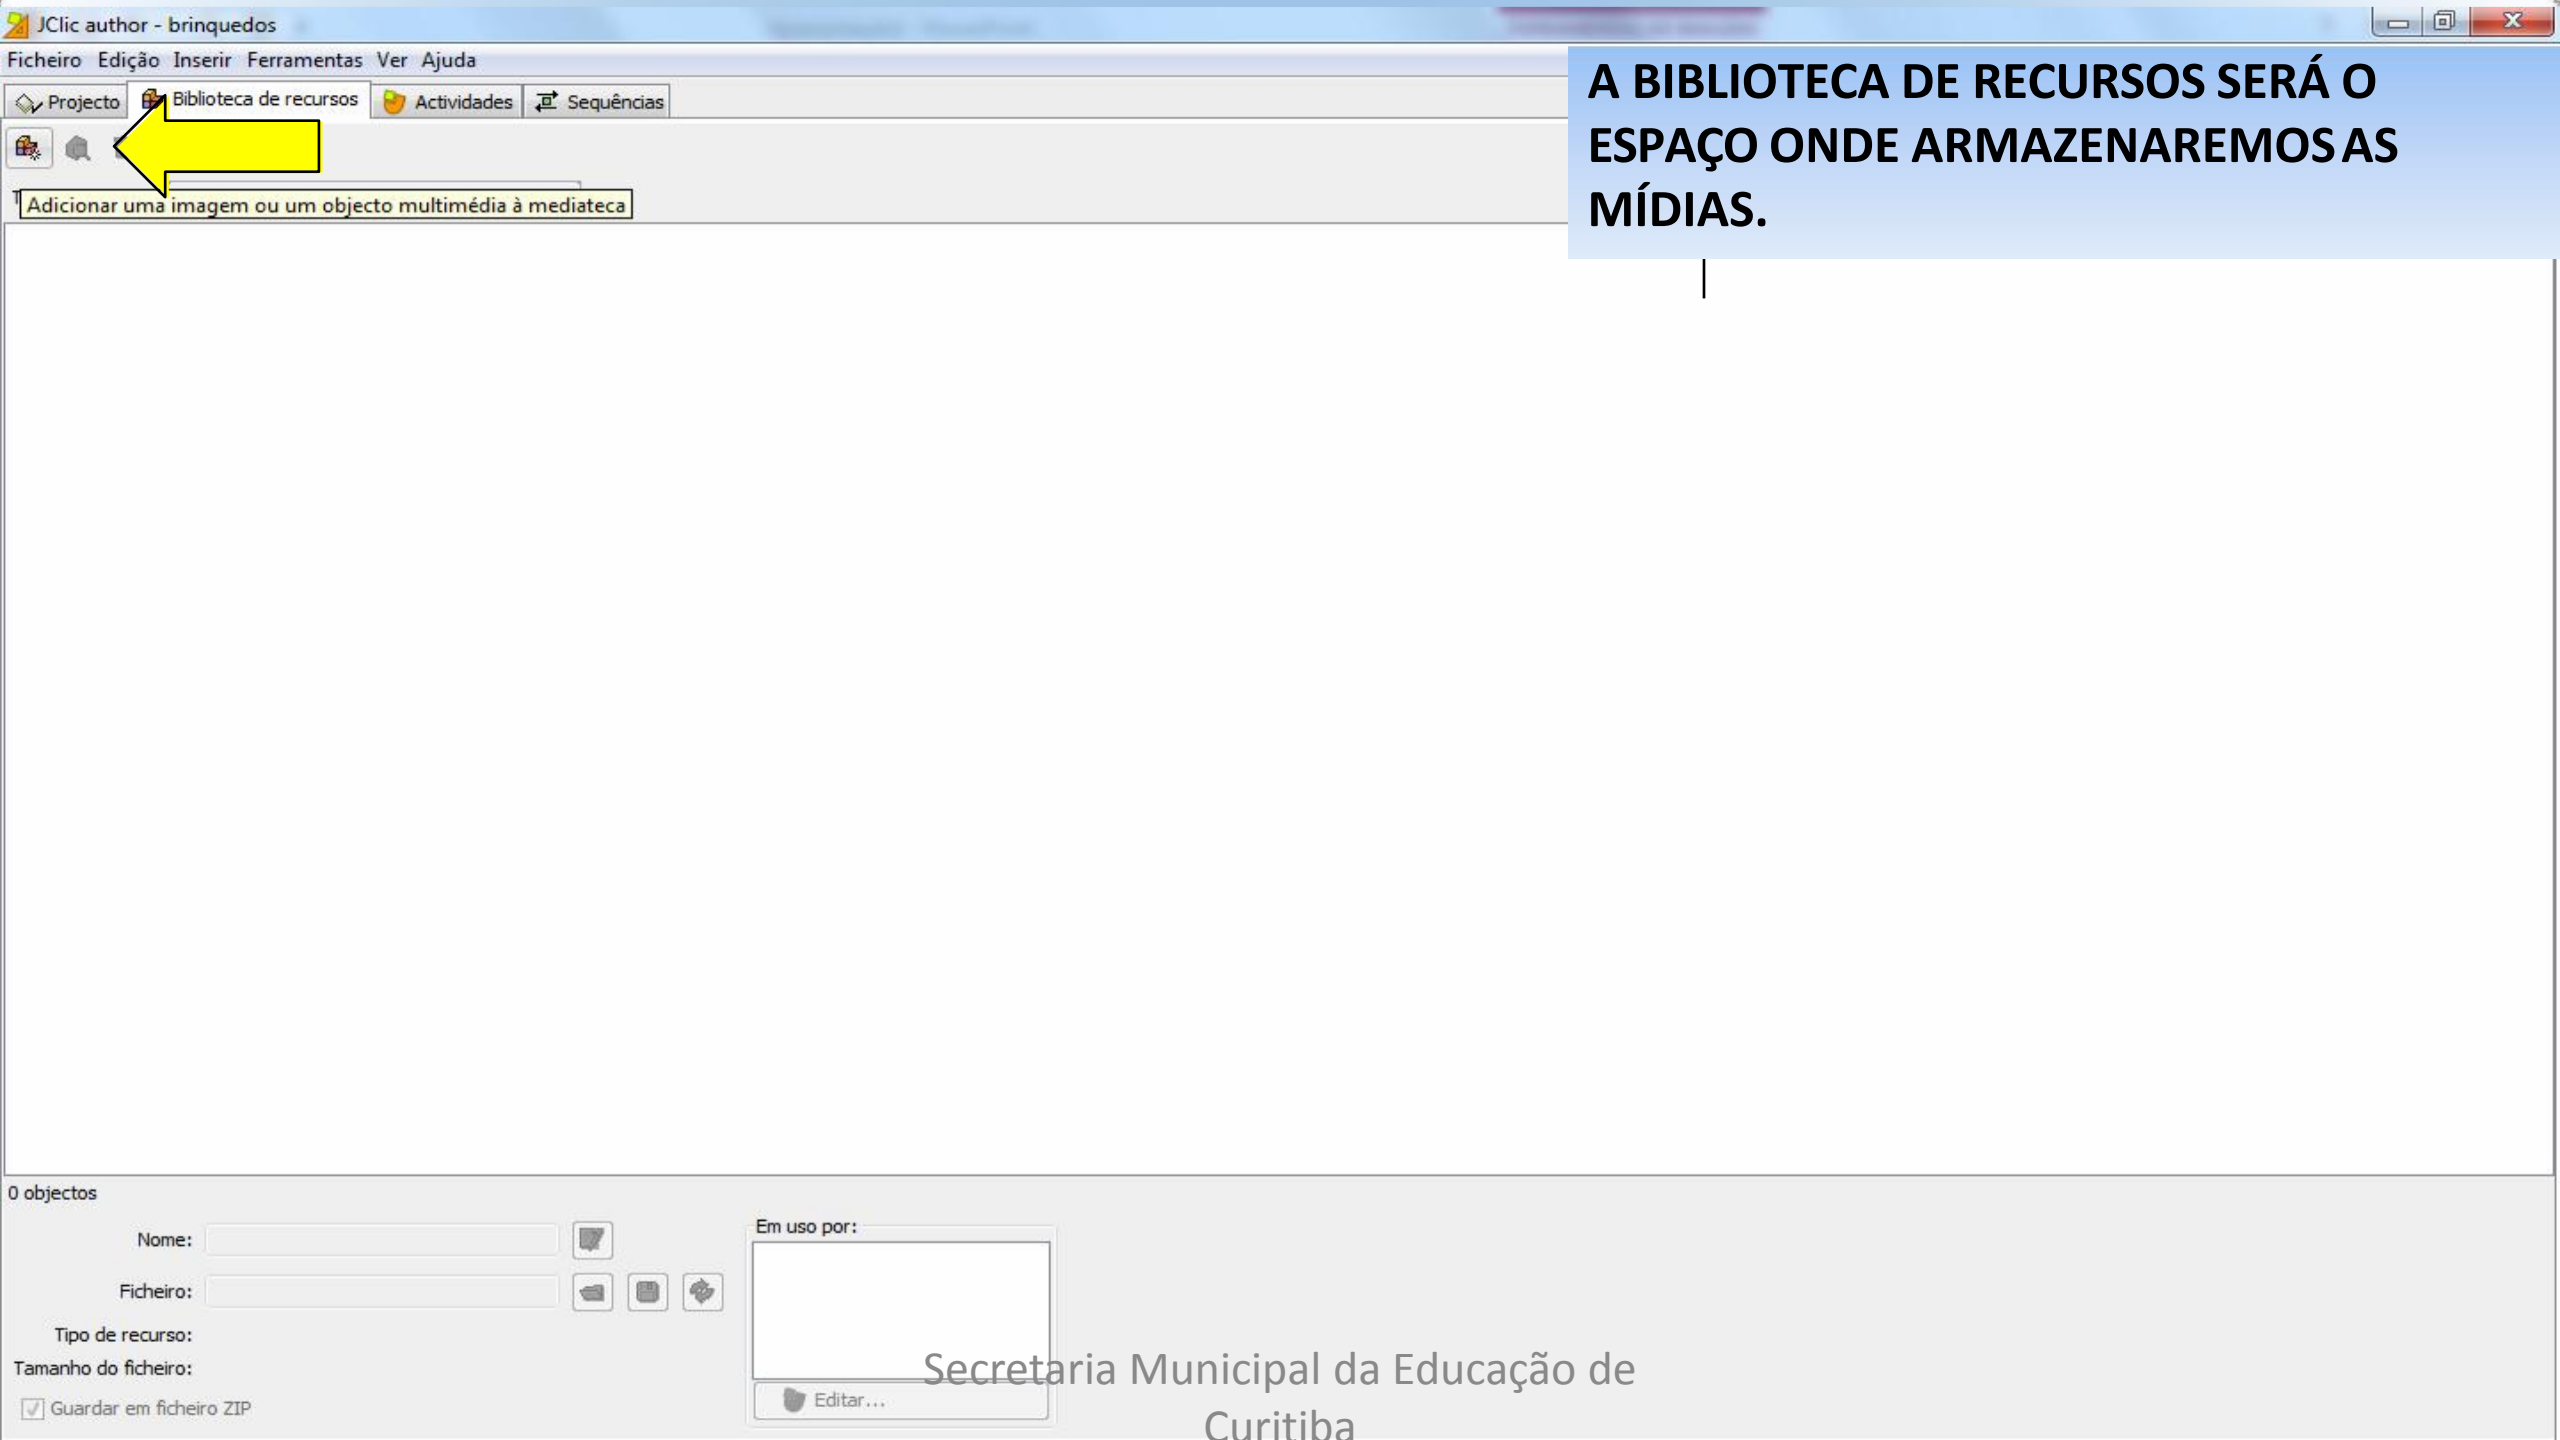 JClic author - brinquedos
Ficheiro Edição Inserir Ferramentas Ver Ajuda
Projecto Biblioteca de recursos Actividades Sequências
A BIBLIOTECA DE RECURSOS SERÁ O
ESPAÇO ONDE ARMAZENAREMOS AS
MÍDIAS.
Adicionar uma imagem ou um objecto multimédia à mediateca
0 objectos
Nome:
Ficheiro:
Tipo de recurso:
Tamanho do ficheiro:
Guardar em ficheiro ZIP
Em uso por:
Editar...
Secretaria Municipal da Educação de
Curitiba